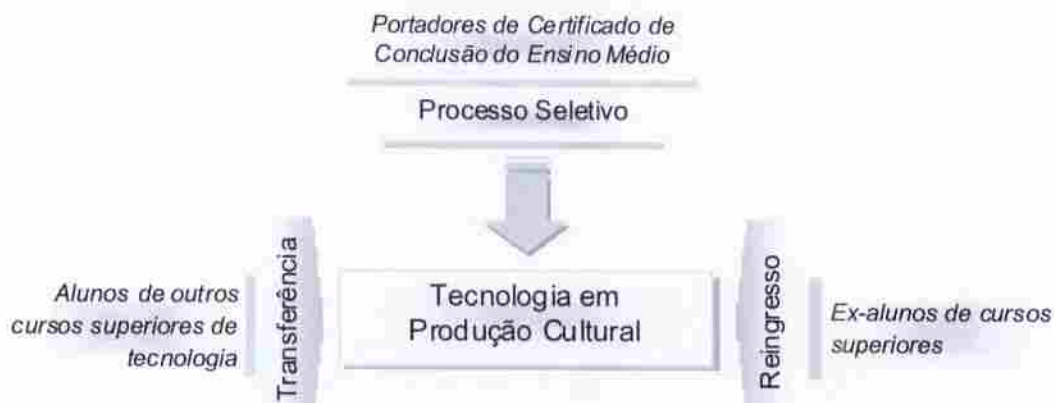 Portadores de Certificado de
Conclusão do Ensino Médio
Processo Seletivo
Transferência
Alunos de outros
cursos superiores de
tecnologia
Tecnologia em
Produção Cultural
Reingresso
Ex-alunos de cursos
superiores